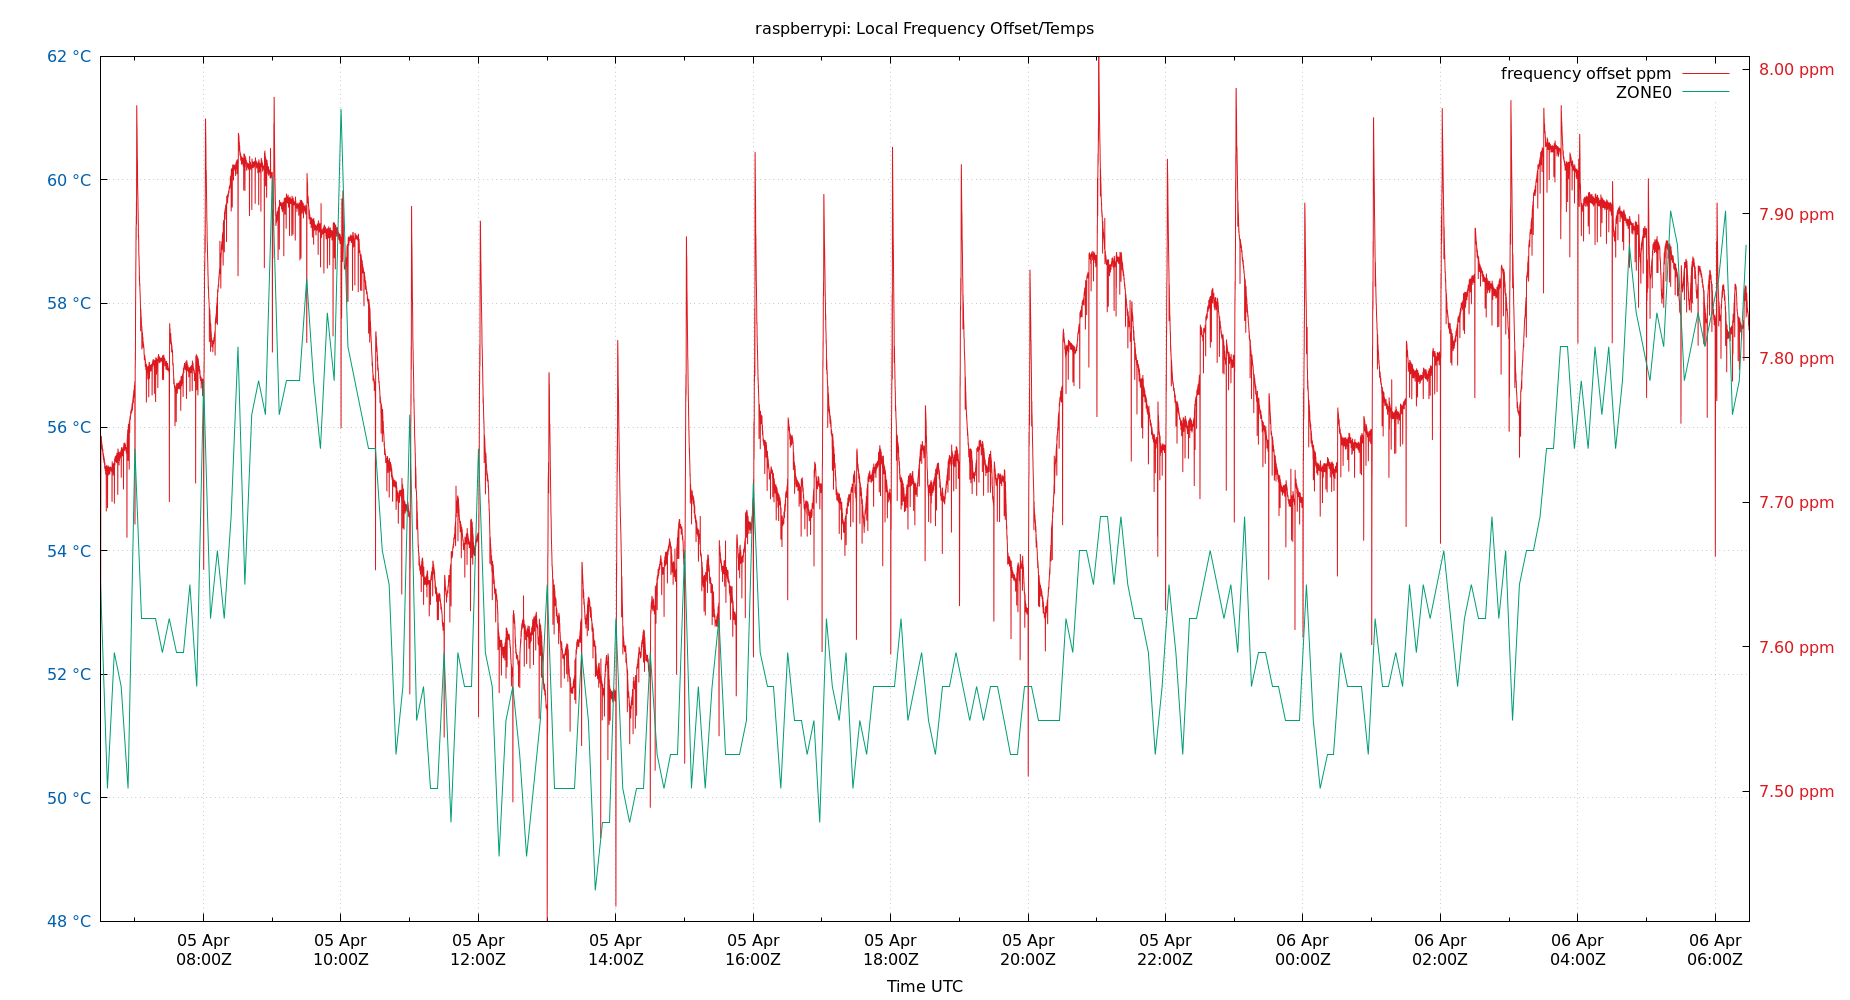 raspberrypi: Local Frequency Offset/Temps
62 °C
60 °C
58 °C
56 °C
54 °C
52 °C
50 °C
48 °C
frequency offset ppm
ZONE0
8.00 ppm
7.90 ppm
7.80 ppm
7.70 ppm
7.60 ppm
7.50 ppm
05 Apr
08:00Z
05 Apr
10:00Z
05 Apr
12:00Z
05 Apr
14:00Z
05 Apr
16:00Z
05 Apr
18:00Z
05 Apr
20:00Z
05 Apr
22:00Z
06 Apr
00:00Z
06 Apr
02:00Z
06 Apr
04:00Z
06 Apr
06:00Z
Time UTC